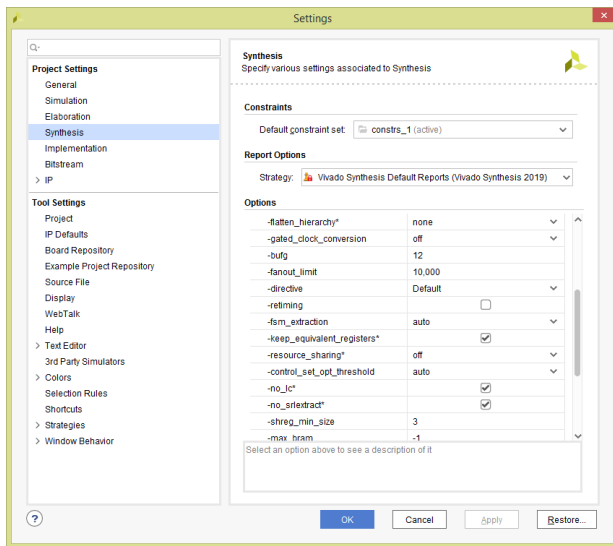 Settings
Q-
Project Settings
General
Simulation
Elaboration
Synthesis
Implementation
Bitstream
> IP
Tool Settings
Project
IP Defaults
Board Repository
Example Project Repository
Source File
Display
WebTalk
Help
> Text Editor
3rd Party Simulators
> Colors
Selection Rules
Shortcuts
> Strategies
> Window Behavior
Synthesis
Specify various settings associated to Synthesis
Constraints
Default constraint set: constrs_1 (active)
Report Options
Strategy: Vivado Synthesis Default Reports (Vivado Synthesis 2019)
Options
-flatten_hierarchy* none
-gated_clock_conversion off
-bufg 12
-fanout_limit 10,000
-directive Default
-retiming
-fsm_extraction auto
-keep_equivalent_registers*
-resource_sharing* off
-control_set_opt_threshold auto
-no_lc*
-no_srlextract*
-shreg_min_size 3
-max_bram -1
Select an option above to see a description of it
? OK Cancel Apply Restore...